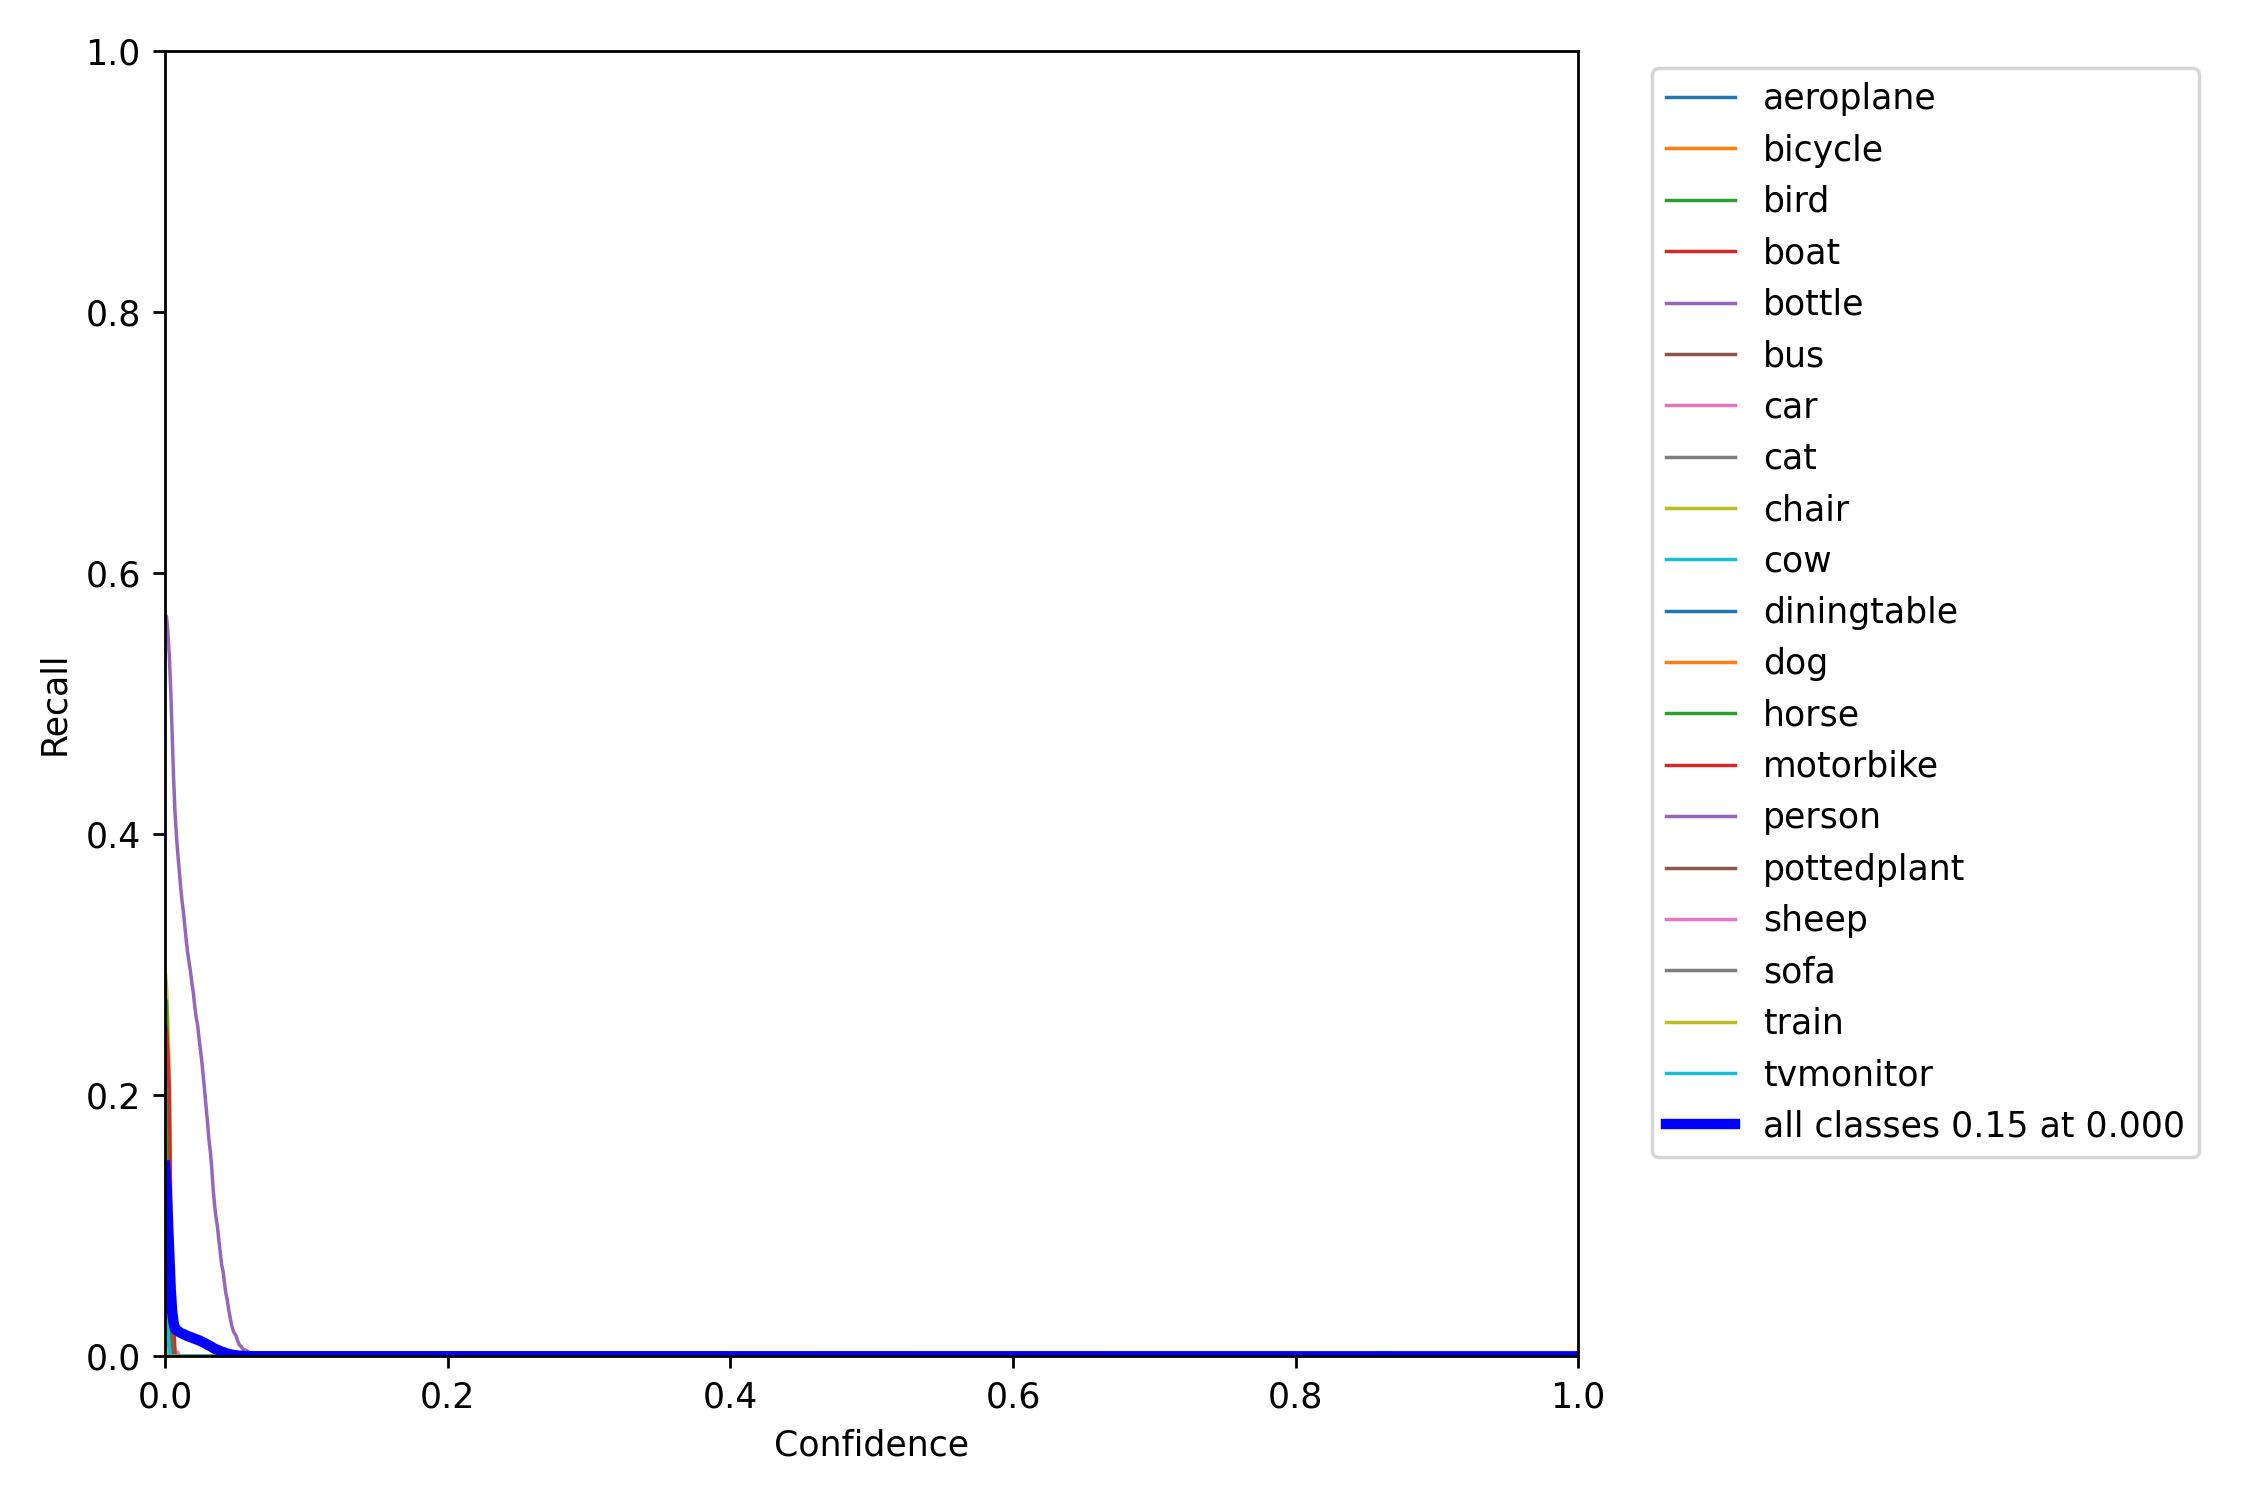 1.0
0.8
0.6
0.4
0.2
0.0
Recall
0.0 0.2 0.4 0.6 0.8 1.0
Confidence
aeroplane
bicycle
bird
boat
bottle
bus
car
cat
chair
cow
diningtable
dog
horse
motorbike
person
pottedplant
sheep
sofa
train
tvmonitor
all classes 0.15 at 0.000